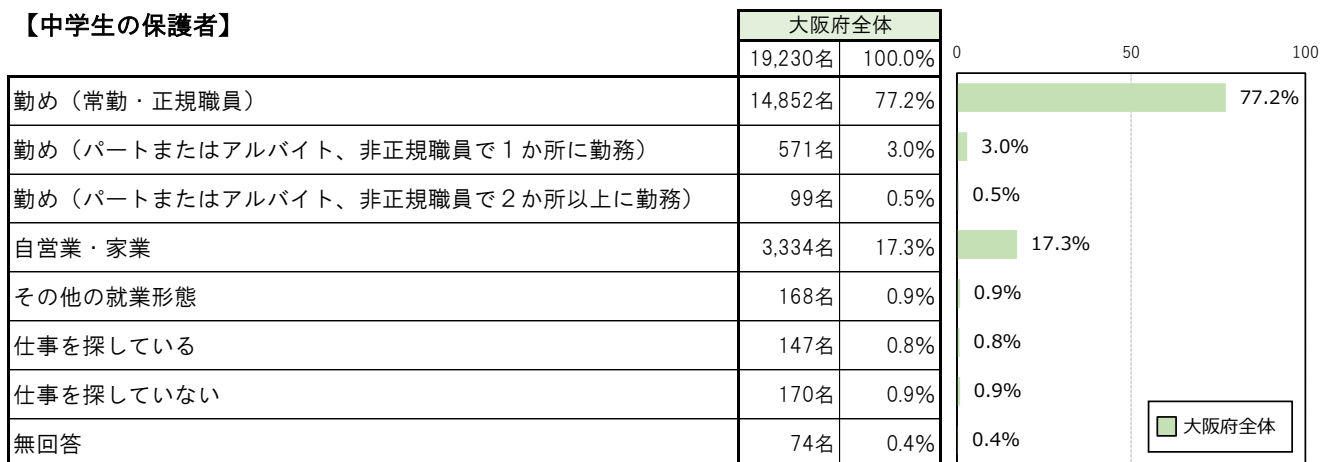 【中学生の保護者】
大阪府全体
19,230名 100.0%
0 50 100
勤め（常勤・正規職員） 14,852名 77.2% 77.2%
勤め（パートまたはアルバイト、非正規職員で１か所に勤務） 571名 3.0% 3.0%
勤め（パートまたはアルバイト、非正規職員で２か所以上に勤務） 99名 0.5% 0.5%
自営業・家業 3,334名 17.3% 17.3%
その他の就業形態 168名 0.9% 0.9%
仕事を探している 147名 0.8% 0.8%
仕事を探していない 170名 0.9% 0.9%
無回答 74名 0.4% 0.4%
大阪府全体